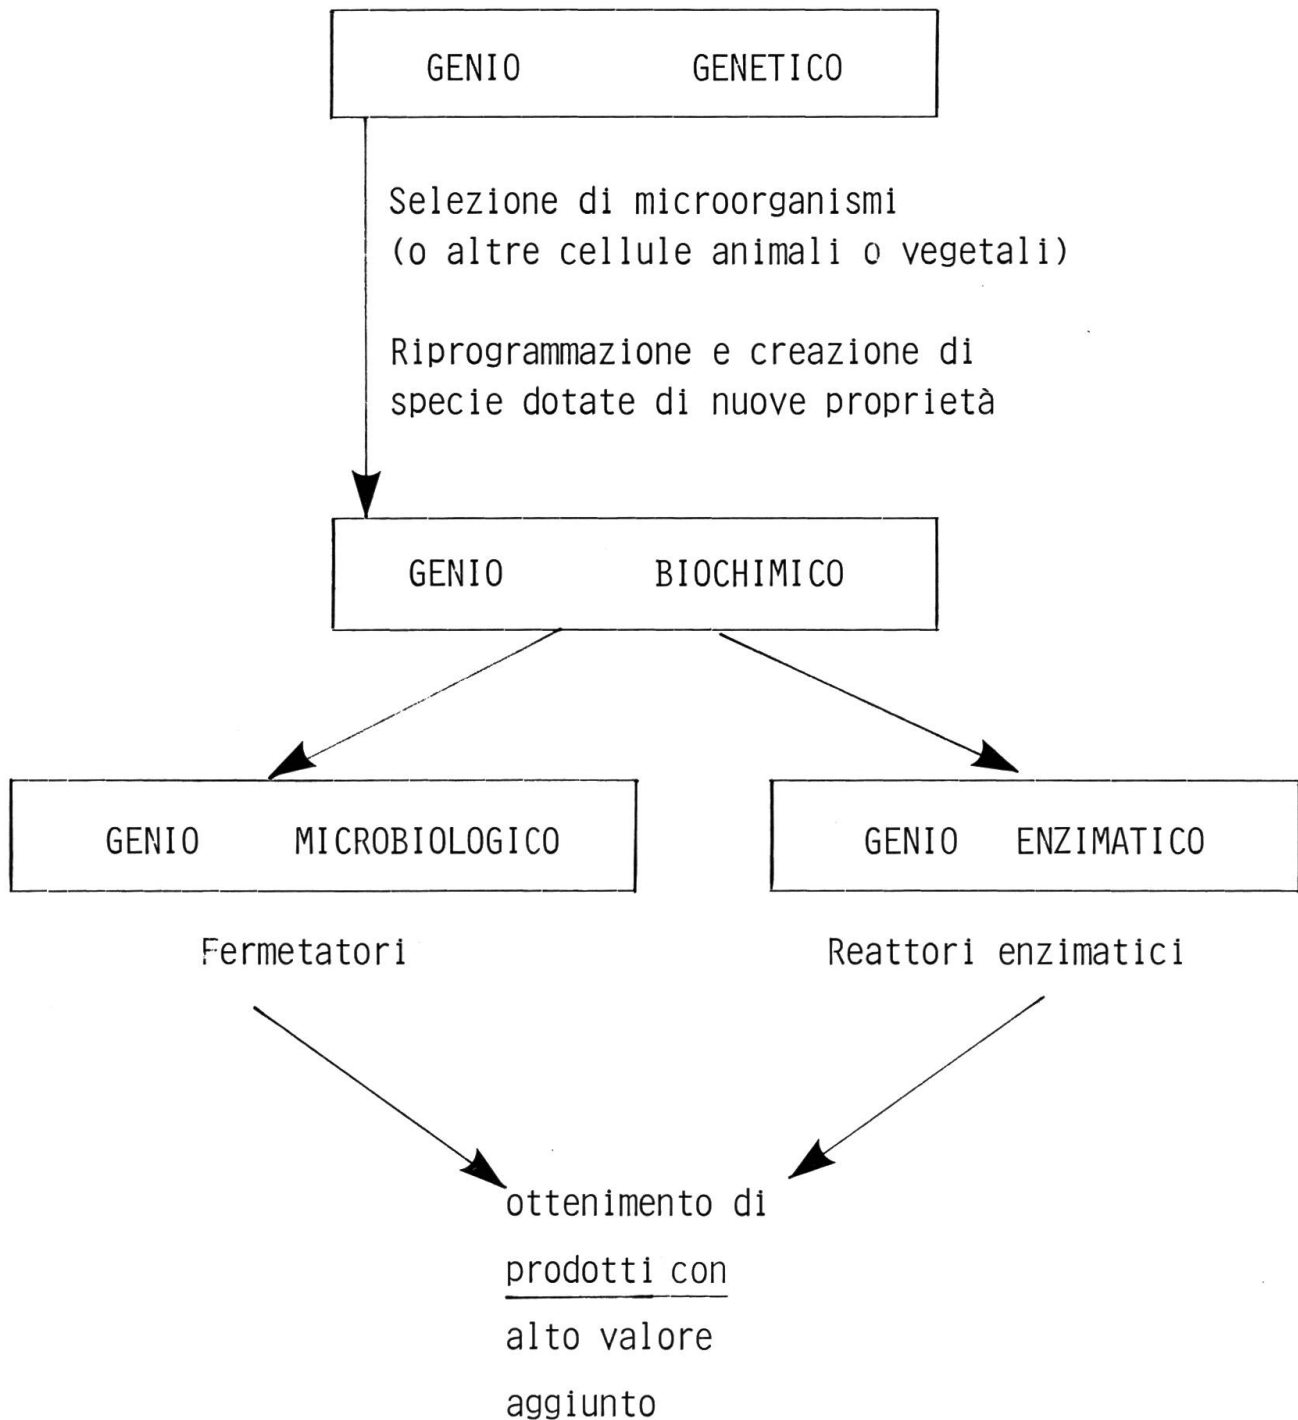 GENIO GENETICO
Selezione di microorganismi
(o altre cellule animali o vegetali)
Riprogrammazione e creazione di
specie dotate di nuove proprietà
GENIO BIOCHIMICO
GENIO MICROBIOLOGICO
GENIO ENZIMATICO
Fermetatori
Reattori enzimatici
ottenimento di
prodotti con
alto valore
aggiunto